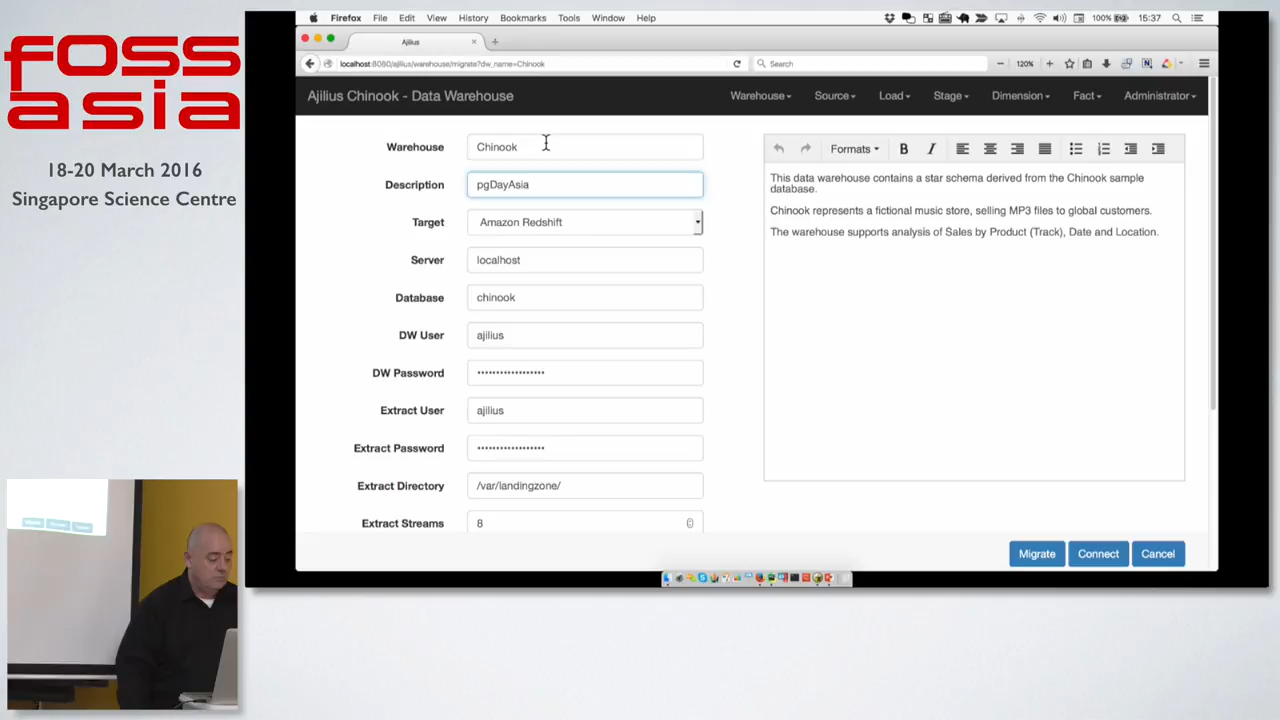 foss
asia
18-20 March 2016
Singapore Science Centre
Firefox File Edit View History Bookmarks Tools Window Help
100% 15:37
Ajilius
localhost:8080/ajilius/warehouse/migrate?dw_name=Chinook
Search
120%
Ajilius Chinook - Data Warehouse
Warehouse Source Load Stage Dimension Fact Administrator
Warehouse Chinook
Description pgDayAsia
Target Amazon Redshift
Server localhost
Database chinook
DW User ajilius
DW Password ••••••••••••••••••
Extract User ajilius
Extract Password ••••••••••••••••••
Extract Directory /var/landingzone/
Extract Streams 8
Formats B I
This data warehouse contains a star schema derived from the Chinook sample
database.
Chinook represents a fictional music store, selling MP3 files to global customers.
The warehouse supports analysis of Sales by Product (Track), Date and Location.
Migrate Connect Cancel